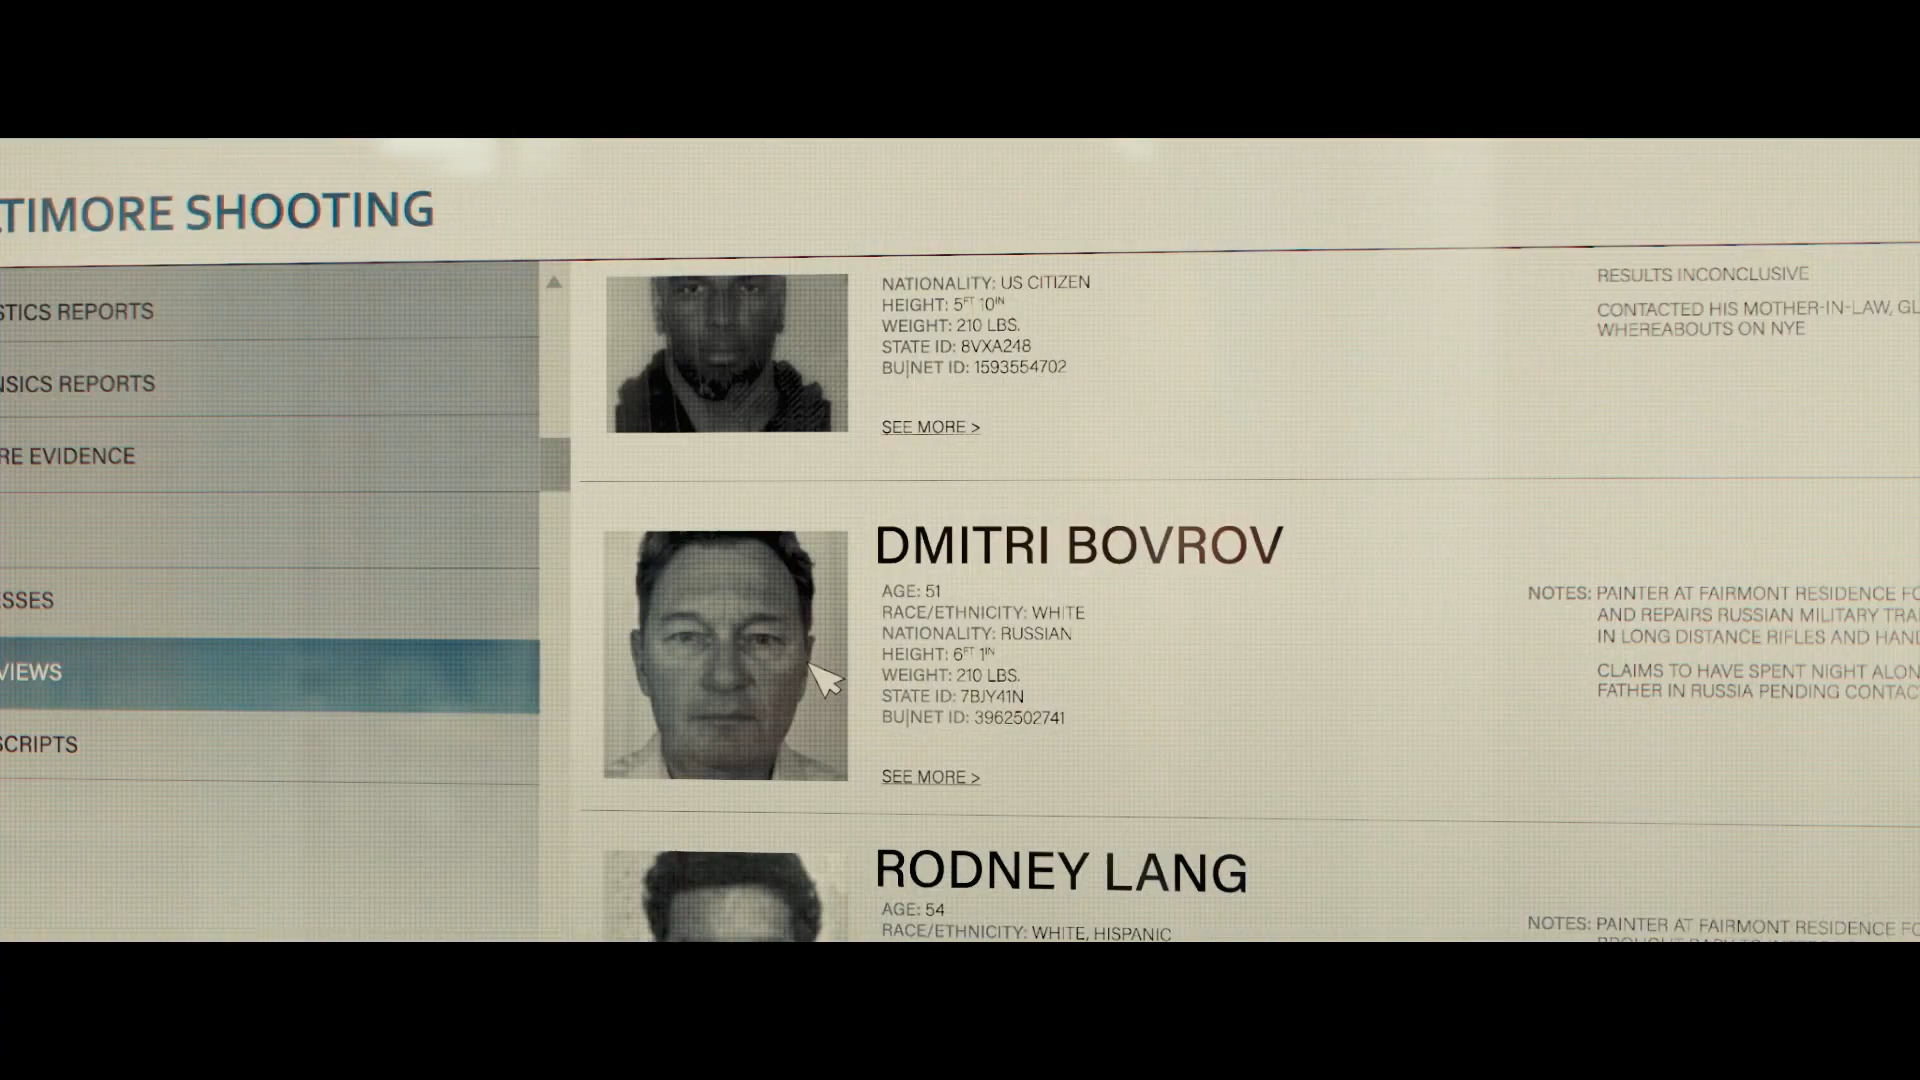 TIMORE SHOOTING
STICS REPORTS
NSICS REPORTS
RE EVIDENCE
ESSES
VIEWS
SCRIPTS
NATIONALITY: US CITIZEN
HEIGHT: 5FT 10IN
WEIGHT: 210 LBS.
STATE ID: 8VXA248
BU|NET ID: 1593554702
SEE MORE >
RESULTS INCONCLUSIVE
CONTACTED HIS MOTHER-IN-LAW, GL
WHEREABOUTS ON NYE
DMITRI BOVROV
AGE: 51
RACE/ETHNICITY: WHITE
NATIONALITY: RUSSIAN
HEIGHT: 6FT 1IN
WEIGHT: 210 LBS.
STATE ID: 7BJY41N
BU|NET ID: 3962502741
SEE MORE >
NOTES: PAINTER AT FAIRMONT RESIDENCE FO
AND REPAIRS RUSSIAN MILITARY TRA
IN LONG DISTANCE RIFLES AND HAN
CLAIMS TO HAVE SPENT NIGHT ALON
FATHER IN RUSSIA PENDING CONTAC
RODNEY LANG
AGE: 54
RACE/ETHNICITY: WHITE, HISPANIC
NOTES: PAINTER AT FAIRMONT RESIDENCE FO